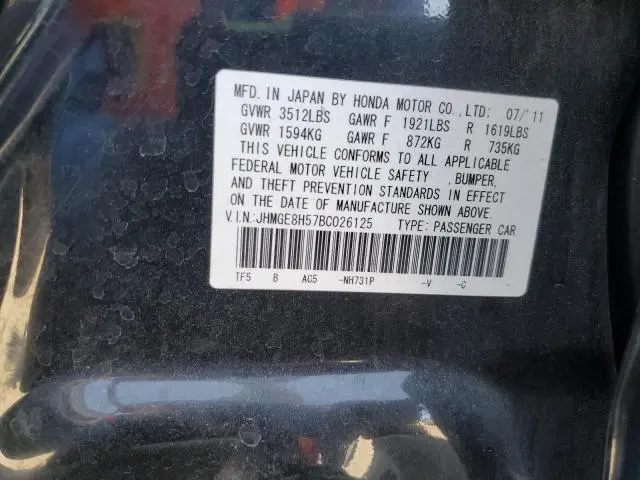 MFD. IN JAPAN BY HONDA MOTOR CO., LTD: 07/'11
GVWR 3512LBS GAWR F 1921LBS R 1619LBS
GVWR 1594KG GAWR F 872KG R 735KG
THIS VEHICLE CONFORMS TO ALL APPLICABLE
FEDERAL MOTOR VEHICLE SAFETY , BUMPER,
AND THEFT PREVENTION STANDARDS IN EFFECT
ON THE DATE OF MANUFACTURE SHOWN ABOVE.
V.I.N:JHMGE8H57BC026125 TYPE: PASSENGER CAR
TF5 B AC5 -NH731P -V -C